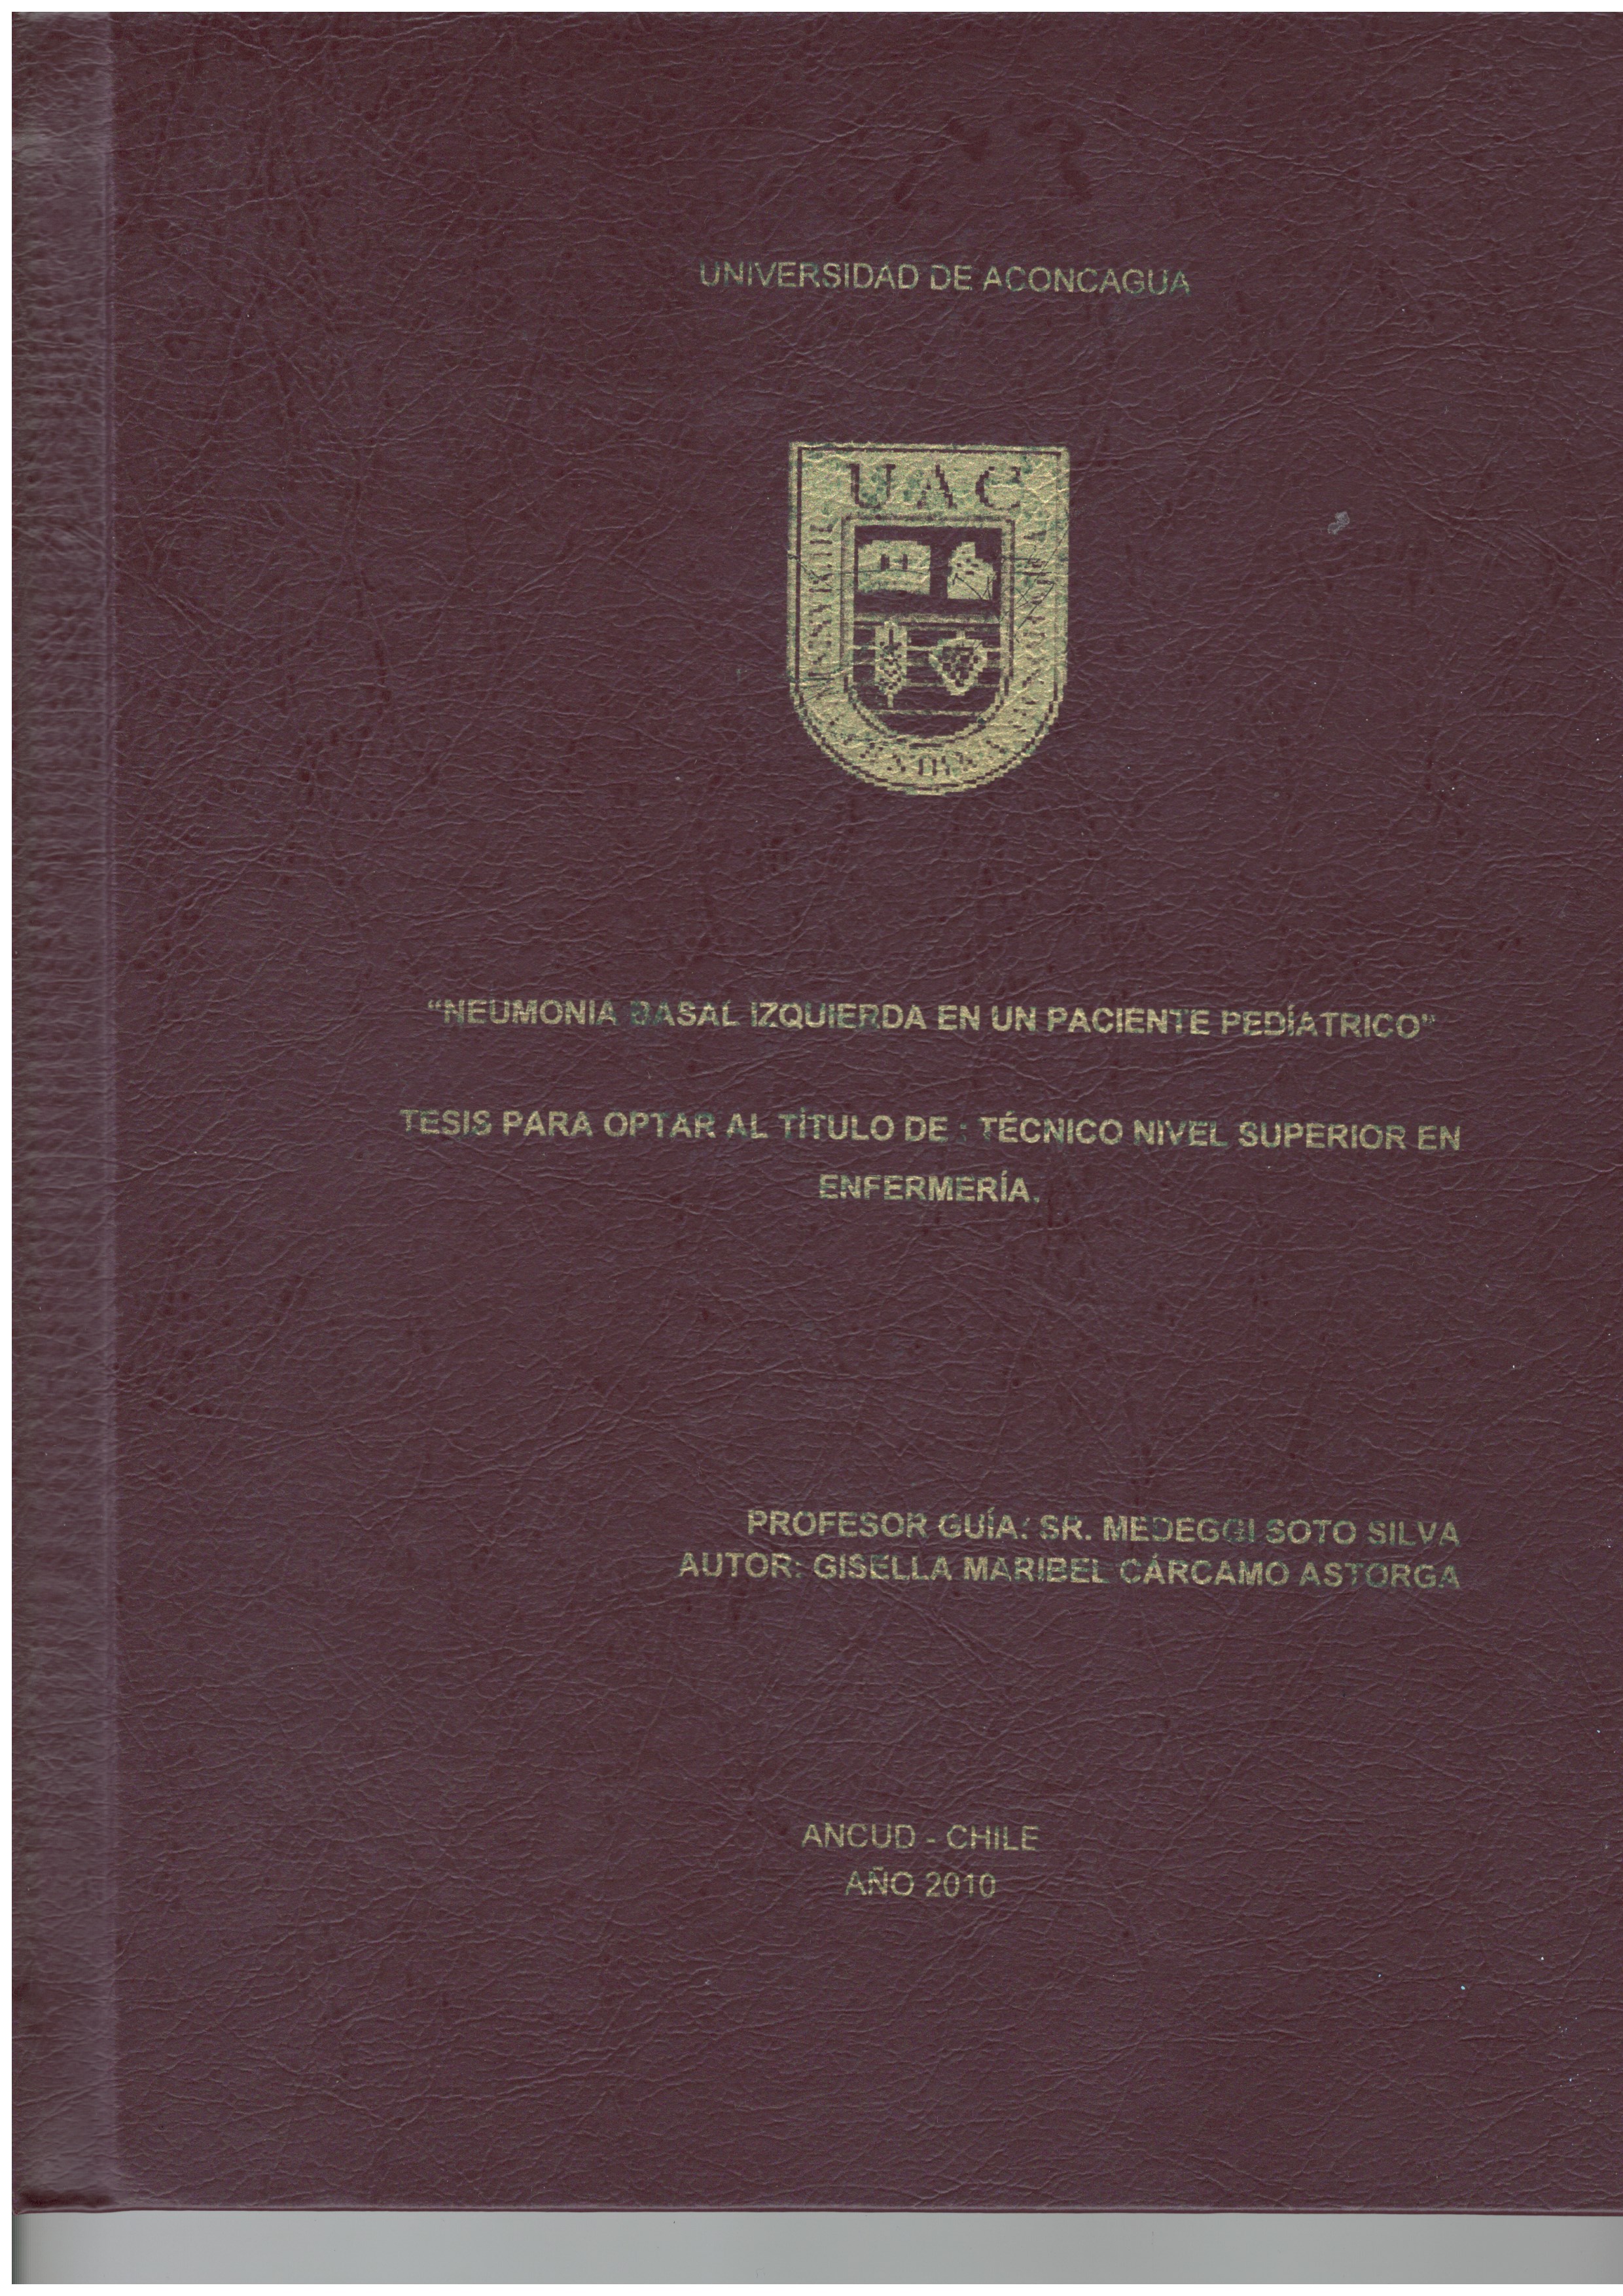 UNIVERSIDAD DE ACONCAGUA
UAC
“NEUMONIA BASAL IZQUIERDA EN UN PACIENTE PEDÍATRICO”
TESIS PARA OPTAR AL TÍTULO DE : TÉCNICO NIVEL SUPERIOR EN
ENFERMERÍA.
PROFESOR GUÍA: SR. MEDEGGI SOTO SILVA
AUTOR: GISELLA MARIBEL CÁRCAMO ASTORGA
ANCUD - CHILE
AÑO 2010